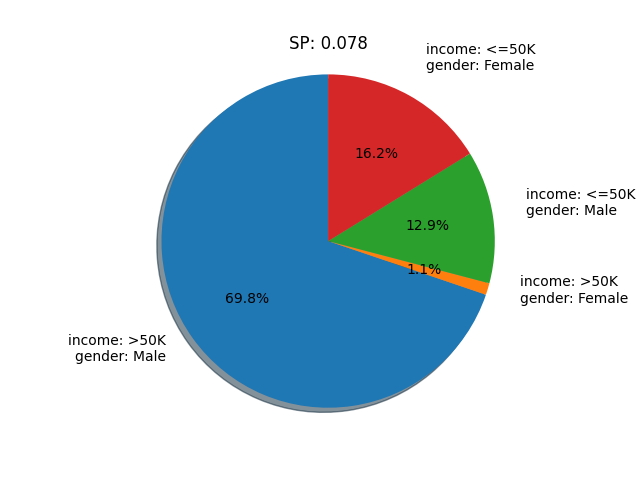 SP: 0.078
income: <=50K
gender: Female
16.2%
income: <=50K
gender: Male
12.9%
1.1%
income: >50K
gender: Female
69.8%
income: >50K
gender: Male